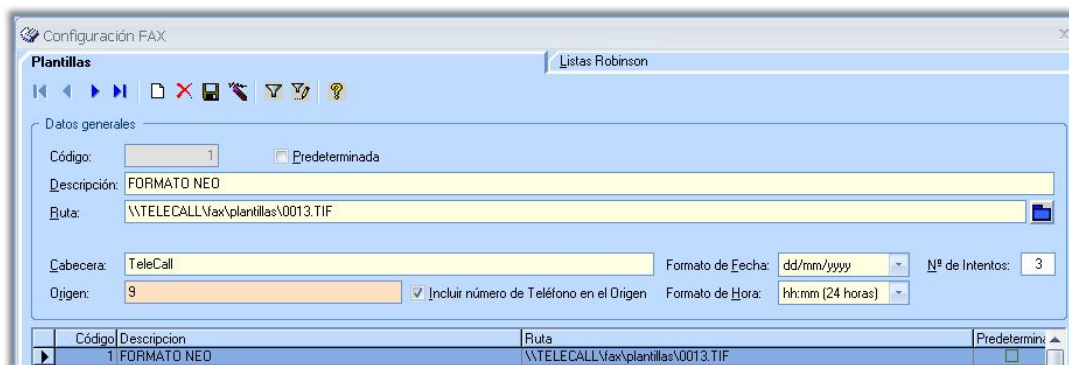 Configuración FAX
Plantillas
Listas Robinson
Datos generales
Código: 1 Predeterminada
Descripción: FORMATO NEO
Ruta: \\TELECALL\fax\plantillas\0013.TIF
Cabecera: TeleCall Formato de Fecha: dd/mm/yyyy Nº de Intentos: 3
Origen: 9 Incluir número de Teléfono en el Origen Formato de Hora: hh:mm (24 horas)
Código Descripcion Ruta Predetermina
1 FORMATO NEO \\TELECALL\fax\plantillas\0013.TIF